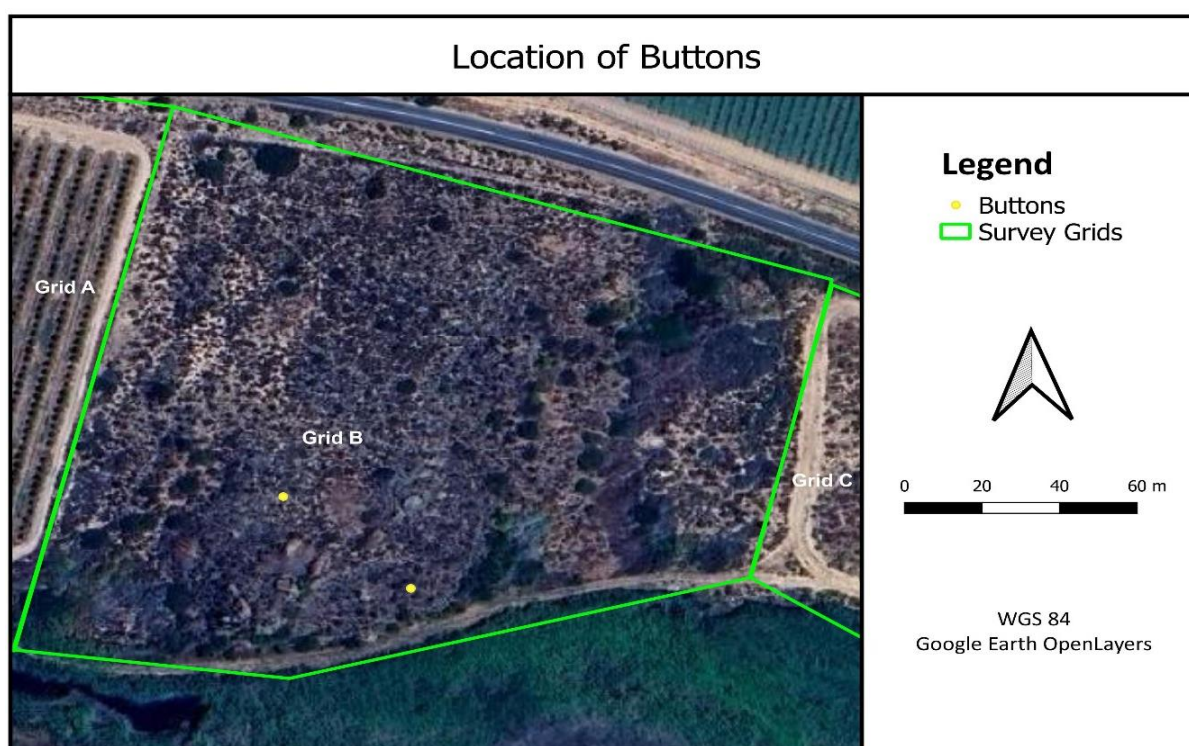 Location of Buttons
Grid A
Grid B
Grid C
Legend
Buttons
Survey Grids
0 20 40 60 m
WGS 84
Google Earth OpenLayers